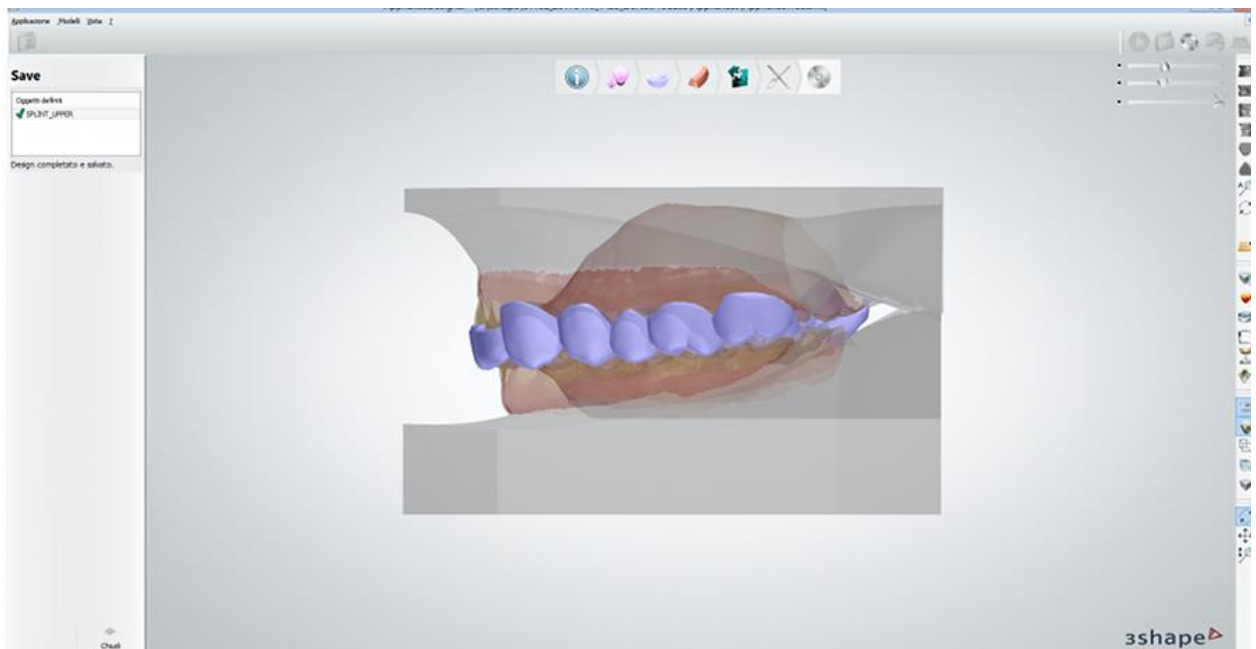 Applicazione Modelli Vista ?
Save
Oggetti definiti
SPLINT_UPPER
Design completato e salvato.
Chiudi
3shape